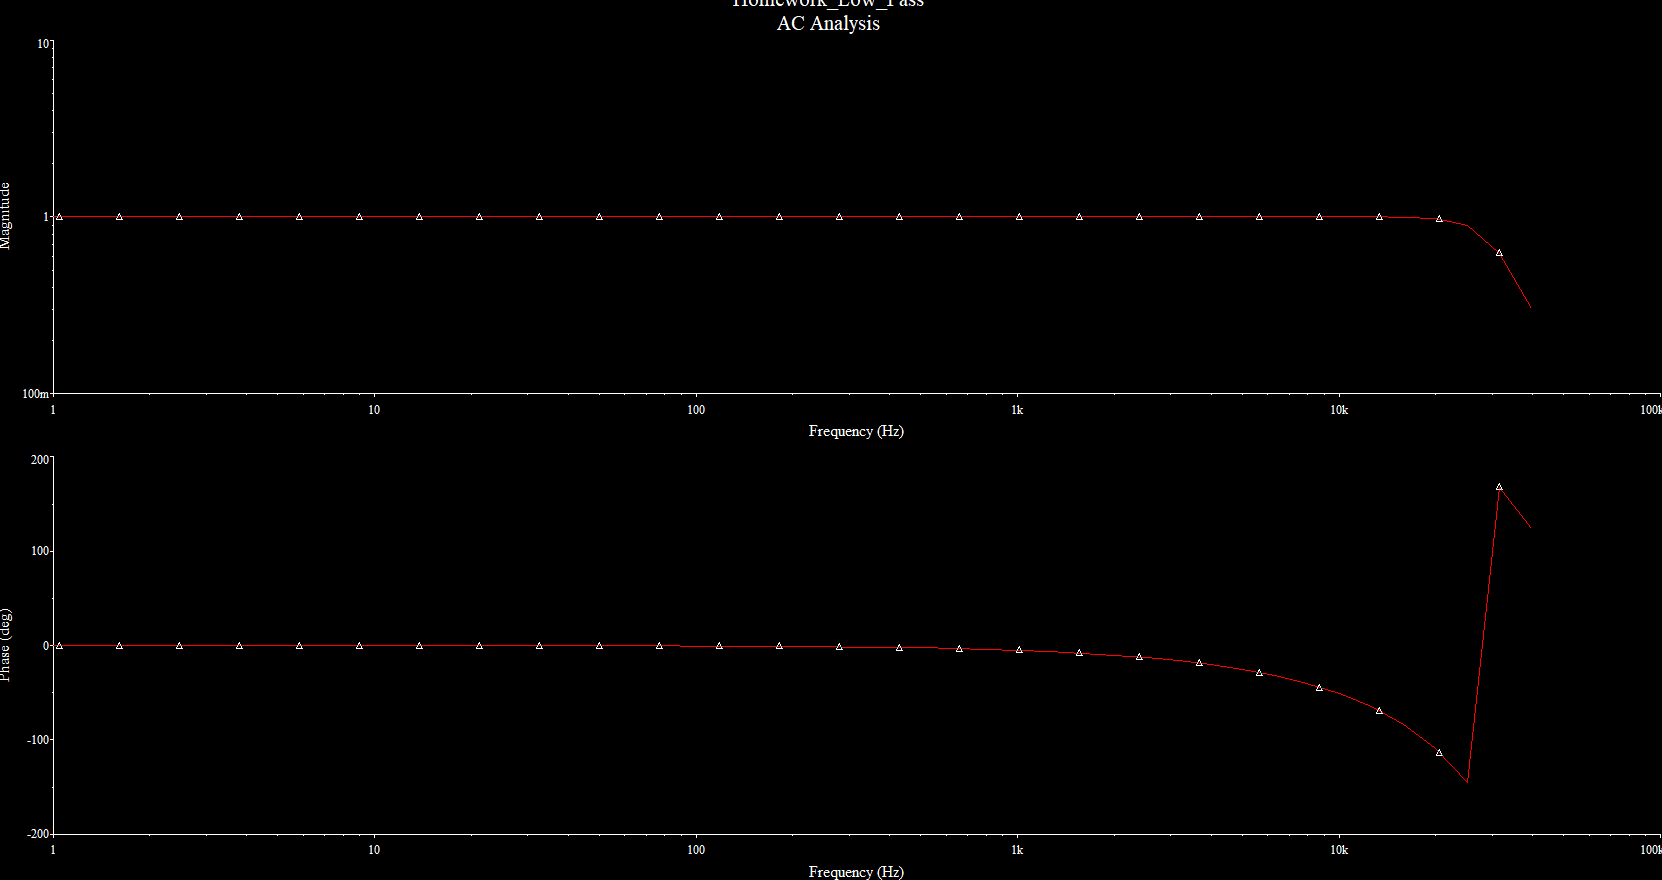 Homework_Low_Pass
AC Analysis
10
1
100m
Magnitude
1 10 100 1k 10k 100k
Frequency (Hz)
200
100
0
-100
-200
Phase (deg)
1 10 100 1k 10k 100k
Frequency (Hz)